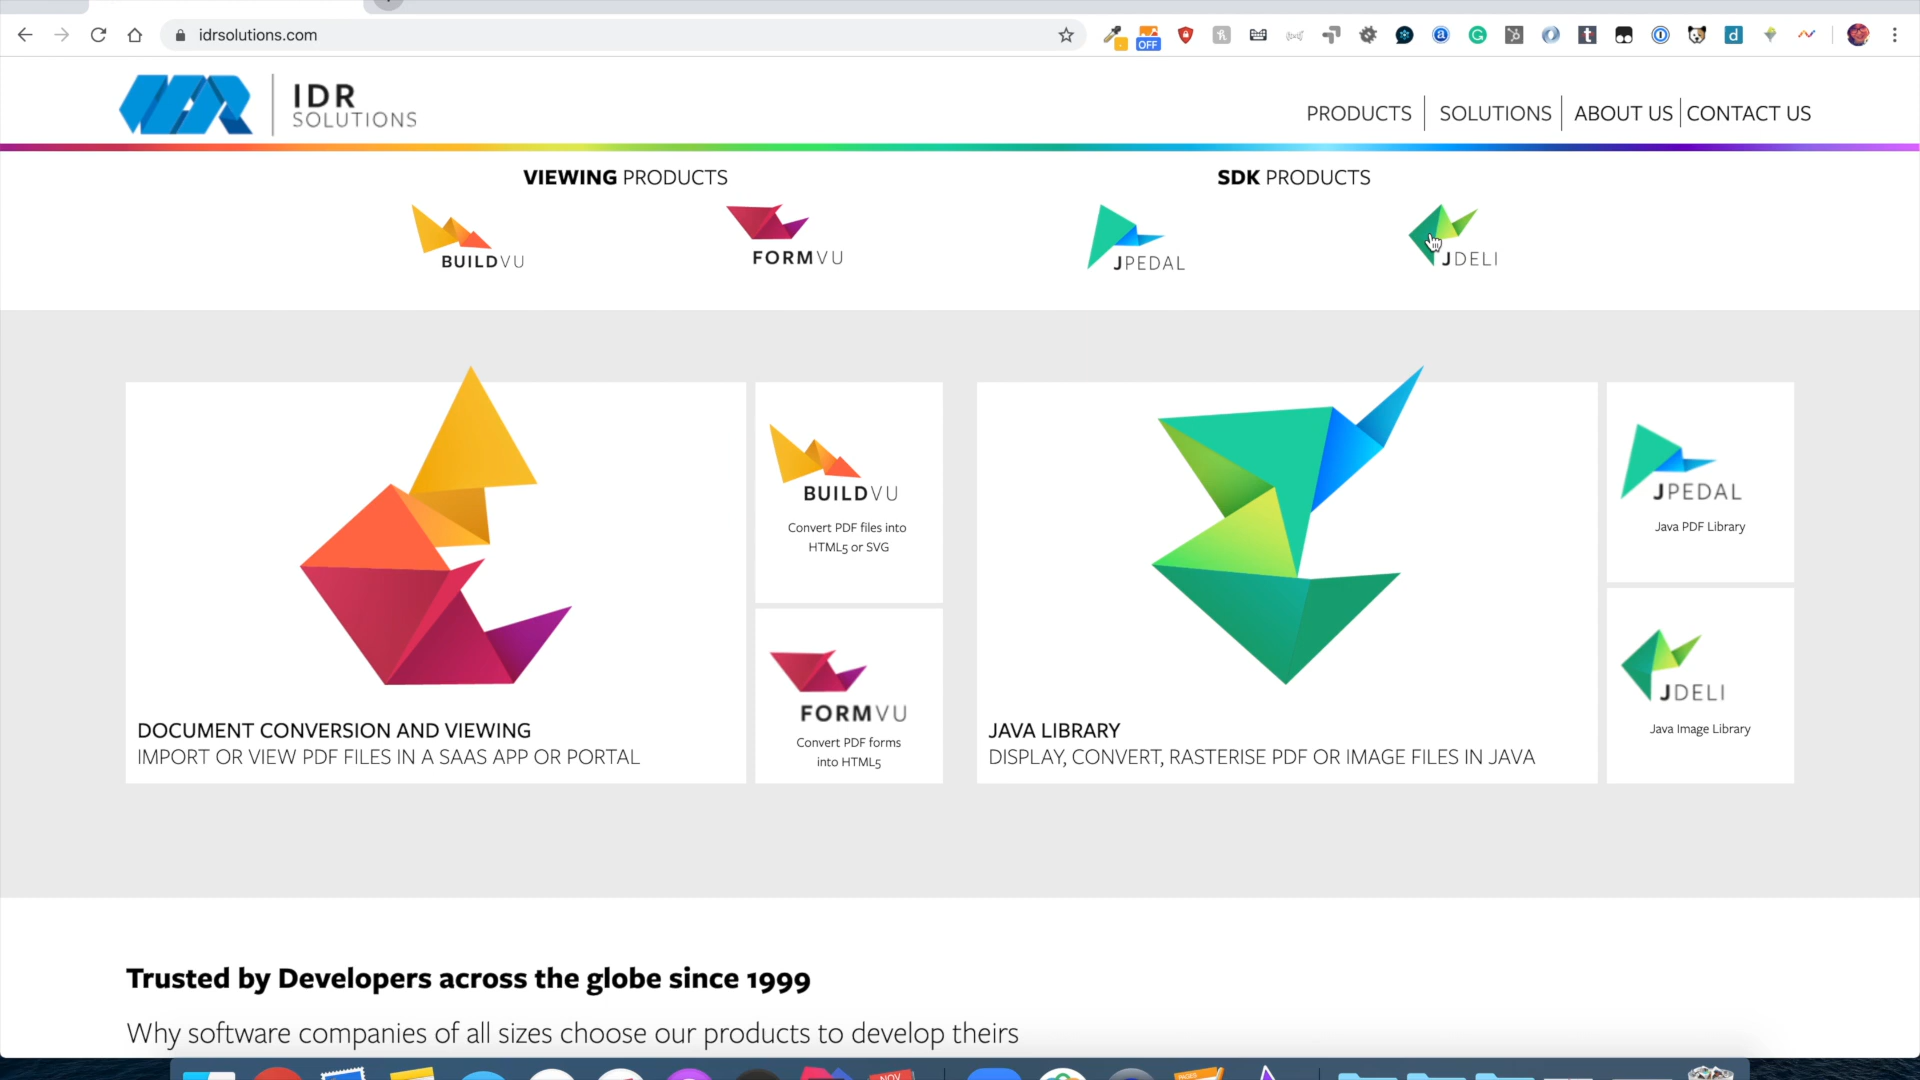 idrsolutions.com
OFF
IDR
SOLUTIONS
PRODUCTS
SOLUTIONS
ABOUT US
CONTACT US
VIEWING PRODUCTS
SDK PRODUCTS
BUILDVU
FORMVU
JPEDAL
JDELI
BUILDVU
Convert PDF files into
HTML5 or SVG
FORMVU
Convert PDF forms
into HTML5
DOCUMENT CONVERSION AND VIEWING
IMPORT OR VIEW PDF FILES IN A SAAS APP OR PORTAL
JPEDAL
Java PDF Library
JDELI
Java Image Library
JAVA LIBRARY
DISPLAY, CONVERT, RASTERISE PDF OR IMAGE FILES IN JAVA
Trusted by Developers across the globe since 1999
Why software companies of all sizes choose our products to develop theirs
NOV
PAGES